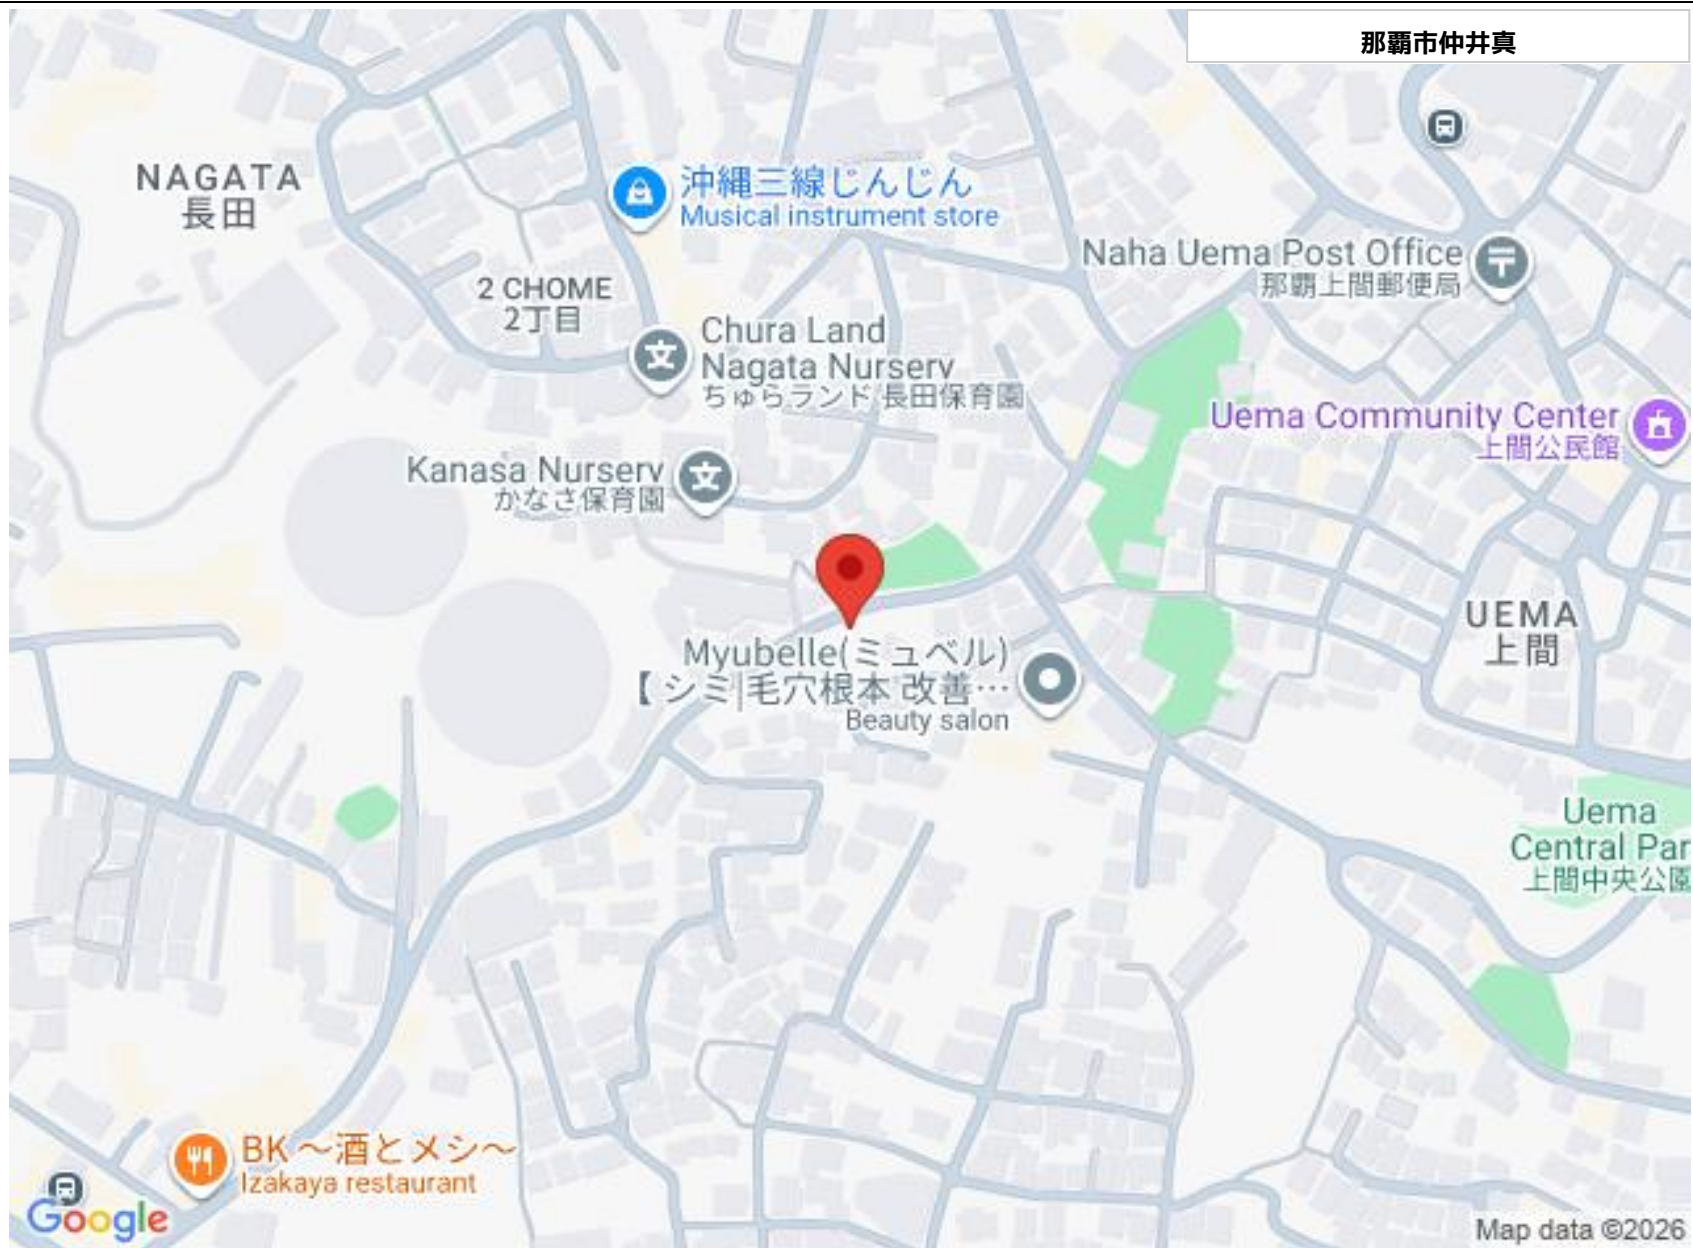 那覇市仲井真
NAGATA
長田
沖縄三線じんじん
Musical instrument store
Naha Uema Post Office
那覇上間郵便局
2 CHOME
2丁目
Chura Land
Nagata Nursery
ちゅらランド 長田保育園
Uema Community Center
上間公民館
Kanasa Nursery
かなさ保育園
UEMA
上間
Myubelle(ミュベル)
【 シミ|毛穴根本 改善…
Beauty salon
Uema
Central Par
上間中央公園
BK～酒とメシ～
Izakaya restaurant
Google
Map data ©2026